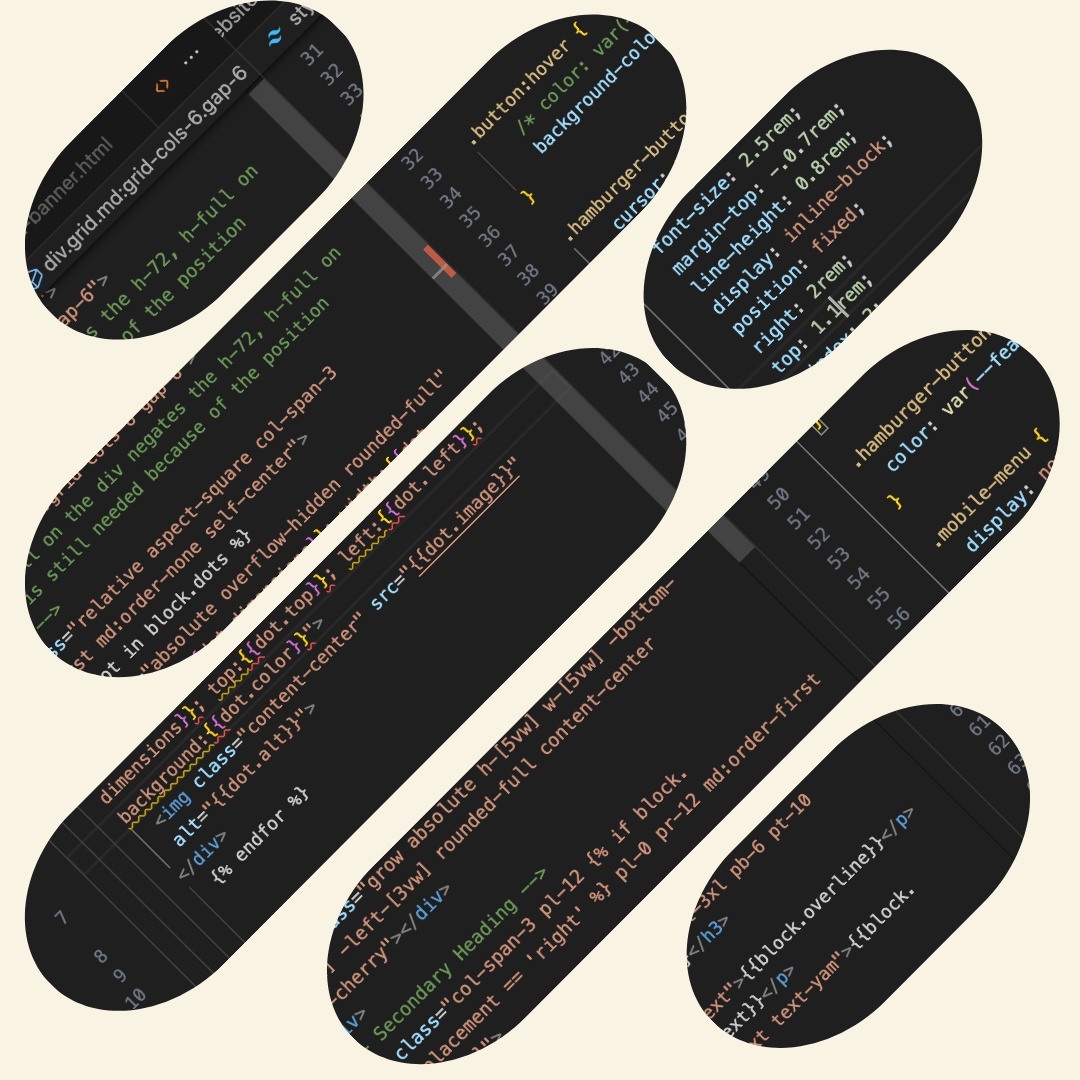 banner.html
...
div.grid.md:grid-cols-6.gap-6
ap-6">
s the h-72, h-full on
of the position
31
32
33
l on the div negates the h-72, h-full on
is still needed because of the position
-->
ss="relative aspect-square col-span-3
st md:order-none self-center">
ot in block.dots %}
"absolute overflow-hidden rounded-full"
32
33
34
35
36
37
38
39
.button:hover {
/* color: var(
background-colo
}
.hamburger-butto
cursor:
font-size: 2.5rem;
margin-top: -.0.7rem;
line-height: 0.8rem;
display: inline-block;
position: fixed;
right: 2rem;
top: 1.1rem;
dimensions}}; top:{{dot.top}}; left:{{dot.left}};
background:{{dot.color}}">
<img class="content-center" src="{{dot.image}}"
alt="{{dot.alt}}">
</div>
{% endfor %}
7
8
9
10
42
43
44
45
50
51
52
53
54
55
56
.hamburger-button
color: var(--fea
}
.mobile-menu {
display: no
ss="grow absolute h-[5vw] w-[5vw] -bottom-
] -left-[3vw] rounded-full content-center
-cherry"></div>
iv>
Secondary Heading -->
class="col-span-3 pl-12 {% if block.
lacement == 'right' %} pl-0 pr-12 md:order-first
-3xl pb-6 pt-10
</h3>
ext">{{block.overline}}</p>
ext}}</p>
xt text-yam">{{block.
61
62
63